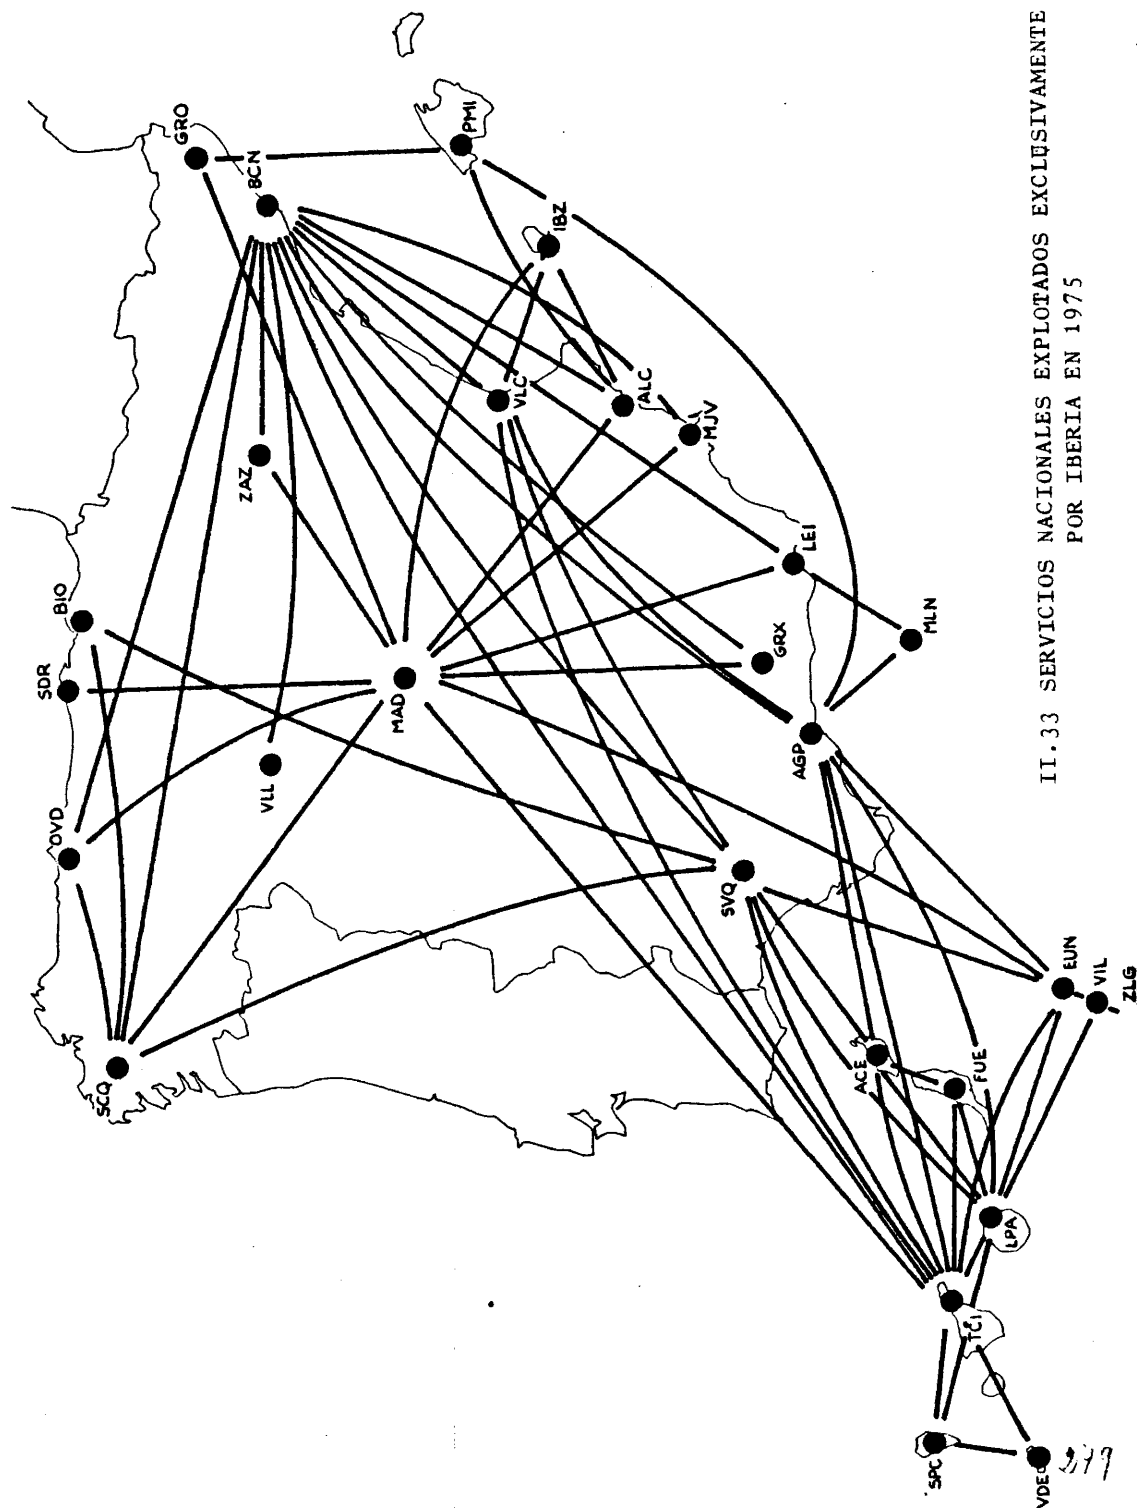 GRO
BCN
PMI
IBZ
ZAZ
VLC
ALC
MJV
BIO
SDR
MAD
LEI
GRX
MLN
OVD
VLL
AGP
SVQ
SCQ
EUN
VIL
ZLG
ACE
FUE
LPA
TCI
SPC
VDE
II.33 SERVICIOS NACIONALES EXPLOTADOS EXCLUSIVAMENTE
POR IBERIA EN 1975